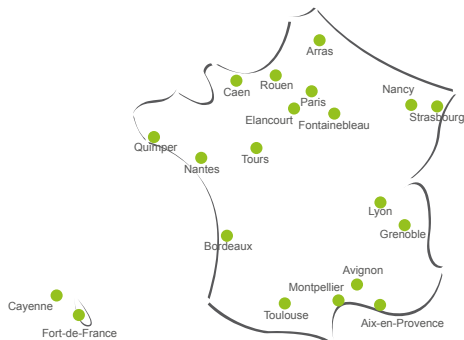 Arras
Rouen
Caen
Paris
Nancy
Elancourt
Fontainebleau
Strasbourg
Quimper
Tours
Nantes
Lyon
Grenoble
Bordeaux
Avignon
Montpellier
Cayenne
Toulouse
Aix-en-Provence
Fort-de-France